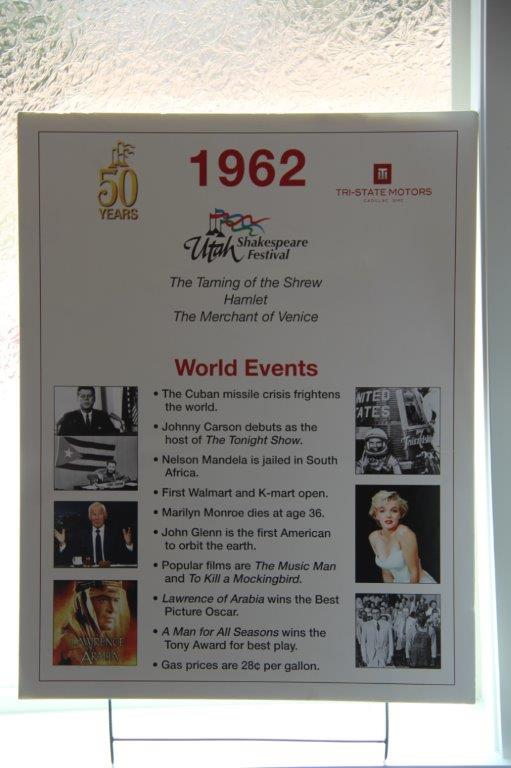 50
YEARS
1962
TRI-STATE MOTORS
CADILLAC GMC
Utah Shakespeare
Festival
The Taming of the Shrew
Hamlet
The Merchant of Venice
World Events
• The Cuban missile crisis frightens
the world.
• Johnny Carson debuts as the
host of The Tonight Show.
• Nelson Mandela is jailed in South
Africa.
• First Walmart and K-mart open.
• Marilyn Monroe dies at age 36.
• John Glenn is the first American
to orbit the earth.
• Popular films are The Music Man
and To Kill a Mockingbird.
• Lawrence of Arabia wins the Best
Picture Oscar.
• A Man for All Seasons wins the
Tony Award for best play.
• Gas prices are 28¢ per gallon.
LAWRENCE
OF
ARABIA
NITED
TATES